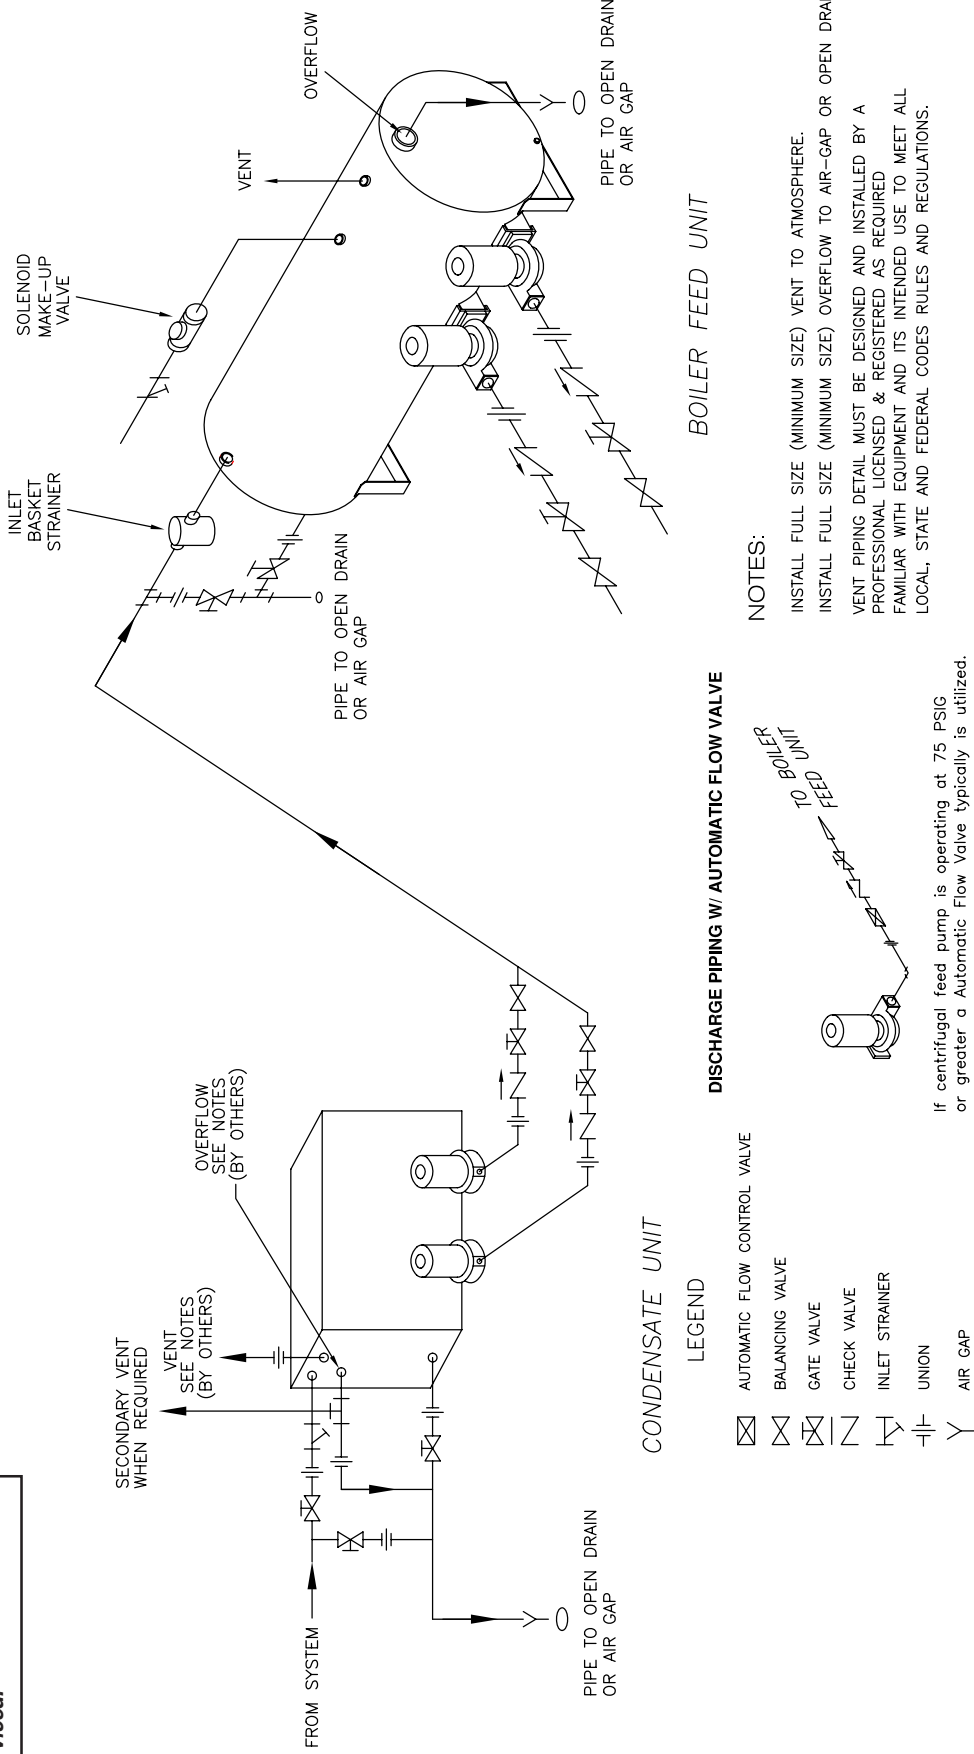 SECONDARY VENT
WHEN REQUIRED
VENT
SEE NOTES
(BY OTHERS)
OVERFLOW
SEE NOTES
(BY OTHERS)
FROM SYSTEM
PIPE TO OPEN DRAIN
OR AIR GAP
CONDENSATE UNIT
INLET
BASKET
STRAINER
SOLENOID
MAKE-UP
VALVE
VENT
OVERFLOW
PIPE TO OPEN DRAIN
OR AIR GAP
PIPE TO OPEN DRAIN
OR AIR GAP
BOILER FEED UNIT
LEGEND
AUTOMATIC FLOW CONTROL VALVE
BALANCING VALVE
GATE VALVE
CHECK VALVE
INLET STRAINER
UNION
AIR GAP
DISCHARGE PIPING W/ AUTOMATIC FLOW VALVE
TO BOILER
FEED UNIT
If centrifugal feed pump is operating at 75 PSIG
or greater a Automatic Flow Valve typically is utilized.
NOTES:
INSTALL FULL SIZE (MINIMUM SIZE) VENT TO ATMOSPHERE.
INSTALL FULL SIZE (MINIMUM SIZE) OVERFLOW TO AIR-GAP OR OPEN DRAI
VENT PIPING DETAIL MUST BE DESIGNED AND INSTALLED BY A
PROFESSIONAL LICENSED & REGISTERED AS REQUIRED
FAMILIAR WITH EQUIPMENT AND ITS INTENDED USE TO MEET ALL
LOCAL, STATE AND FEDERAL CODES RULES AND REGULATIONS.